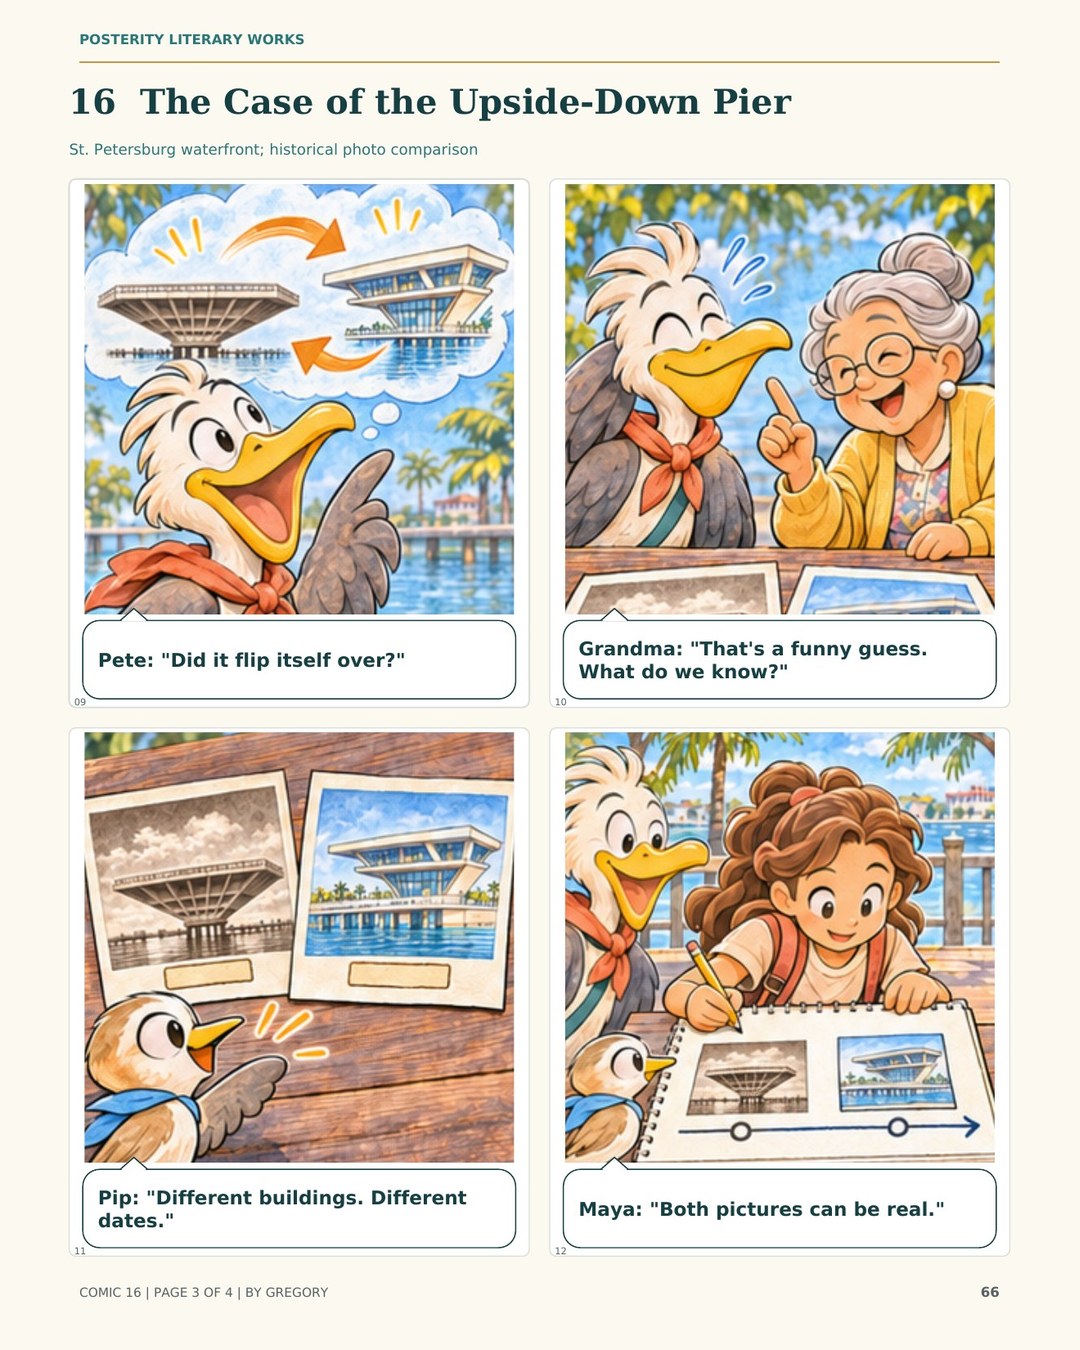 POSTERITY LITERARY WORKS
16 The Case of the Upside-Down Pier
St. Petersburg waterfront; historical photo comparison
Pete: "Did it flip itself over?"
09
Grandma: "That's a funny guess.
What do we know?"
10
Pip: "Different buildings. Different
dates."
11
Maya: "Both pictures can be real."
12
COMIC 16 | PAGE 3 OF 4 | BY GREGORY
66